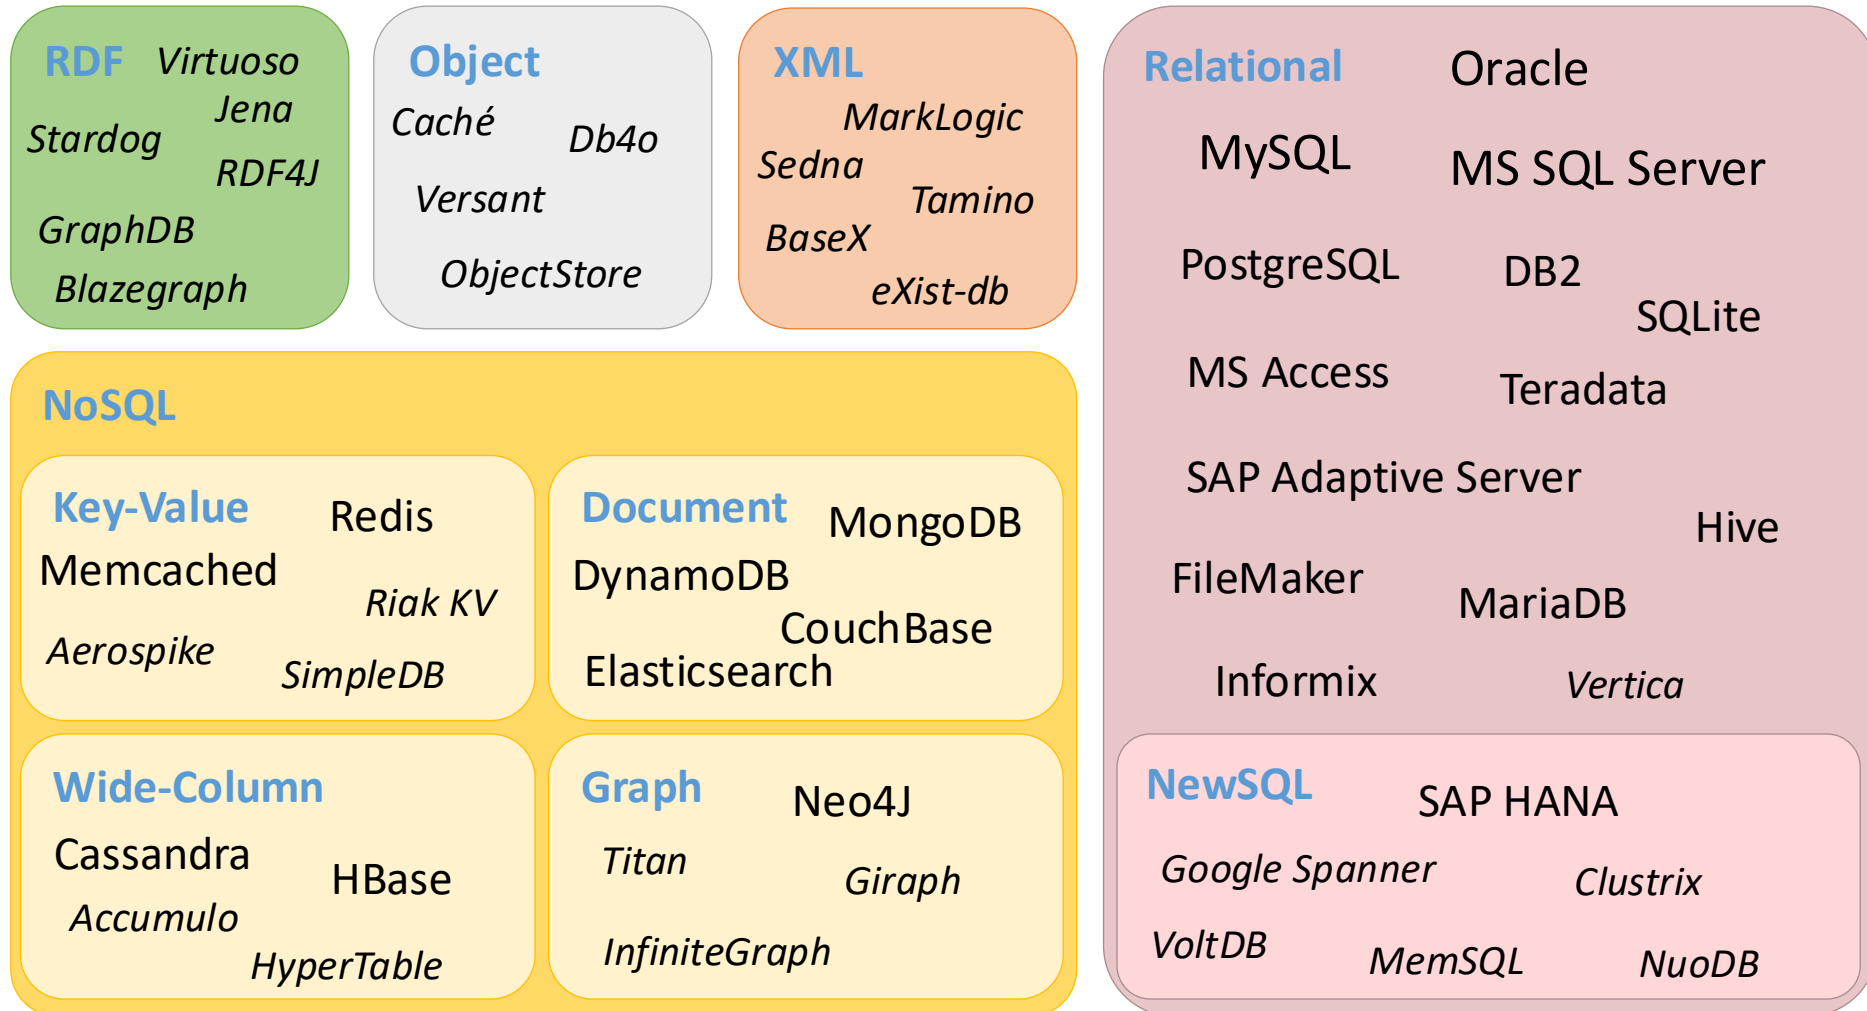 RDF Virtuoso
Jena
Stardog
RDF4J
GraphDB
Blazegraph
Object
Caché
Db4o
Versant
ObjectStore
XML
MarkLogic
Sedna
Tamino
BaseX
eXist-db
Relational
Oracle
MySQL
MS SQL Server
PostgreSQL
DB2
SQLite
MS Access
Teradata
SAP Adaptive Server
Hive
FileMaker
MariaDB
Informix
Vertica
NewSQL
SAP HANA
Google Spanner
Clustrix
VoltDB
MemSQL
NuoDB
NoSQL
Key-Value
Redis
Memcached
Riak KV
Aerospike
SimpleDB
Document
MongoDB
DynamoDB
CouchBase
Elasticsearch
Wide-Column
Cassandra
HBase
Accumulo
HyperTable
Graph
Neo4J
Titan
Giraph
InfiniteGraph